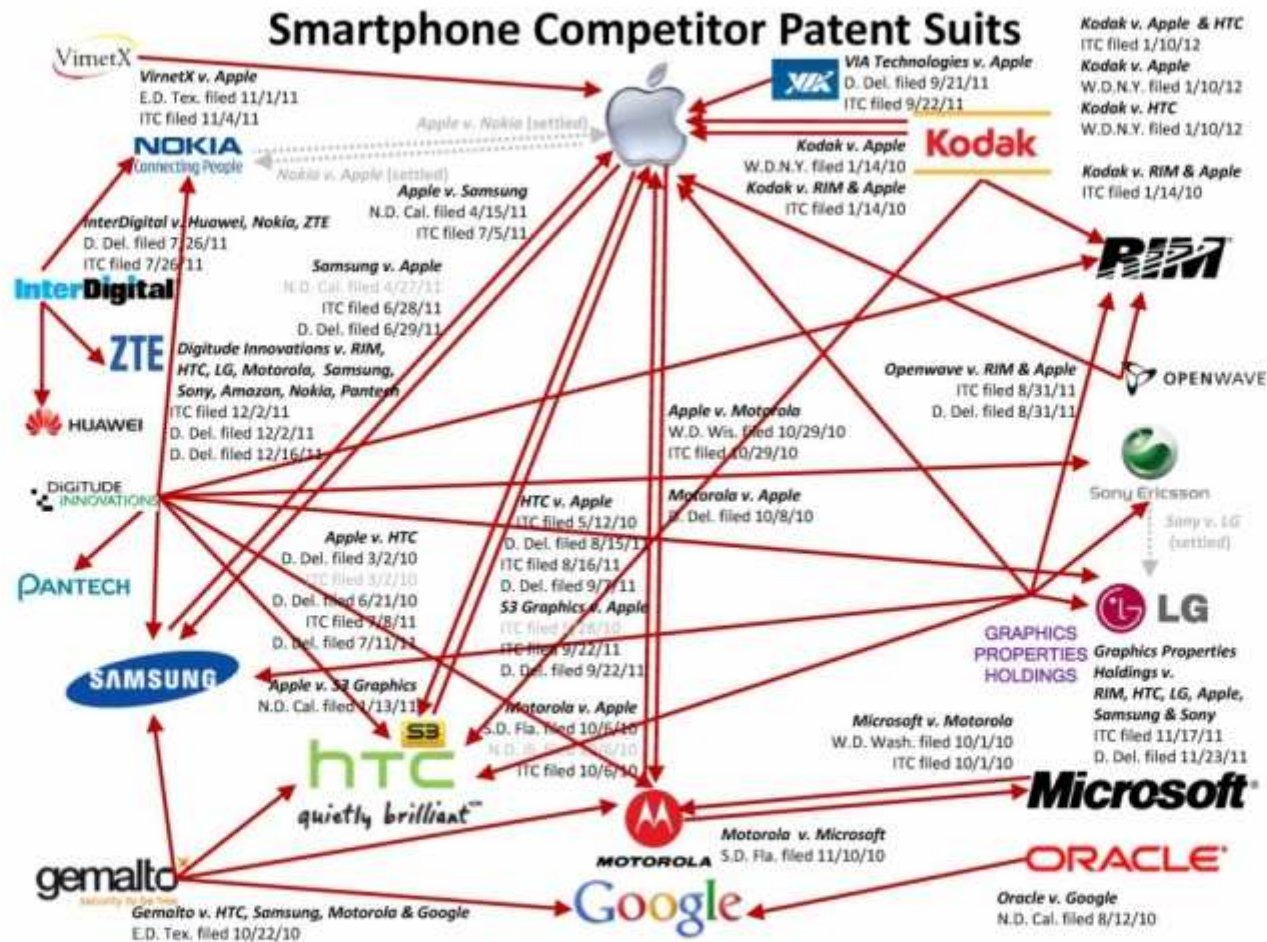 Smartphone Competitor Patent Suits
VirnetX
VirnetX v. Apple
E.D. Tex. filed 11/1/11
ITC filed 11/4/11
NOKIA
Connecting People
Apple v. Nokia (settled)
Nokia v. Apple (settled)
VIA
VIA Technologies v. Apple
D. Del. filed 9/21/11
ITC filed 9/22/11
Kodak
Kodak v. Apple & HTC
ITC filed 1/10/12
Kodak v. Apple
W.D.N.Y. filed 1/10/12
Kodak v. HTC
W.D.N.Y. filed 1/10/12
Kodak v. RIM & Apple
ITC filed 1/14/10
Kodak v. Apple
W.D.N.Y. filed 1/14/10
Kodak v. RIM & Apple
ITC filed 1/14/10
Apple v. Samsung
N.D. Cal. filed 4/15/11
ITC filed 7/5/11
InterDigital v. Huawei, Nokia, ZTE
D. Del. filed 7/26/11
ITC filed 7/26/11
InterDigital
Samsung v. Apple
N.D. Cal. filed 4/27/11
ITC filed 6/28/11
D. Del. filed 6/29/11
RIM
ZTE
HUAWEI
Digitude Innovations v. RIM,
HTC, LG, Motorola, Samsung,
Sony, Amazon, Nokia, Pantech
ITC filed 12/2/11
D. Del. filed 12/2/11
D. Del. filed 12/16/11
Openwave v. RIM & Apple
ITC filed 8/31/11
D. Del. filed 8/31/11
OPENWAVE
Apple v. Motorola
W.D. Wis. filed 10/29/10
ITC filed 10/29/10
Motorola v. Apple
D. Del. filed 10/8/10
Sony Ericsson
Sony v. LG
(settled)
DiGiTUDE
INNOVATIONS
PANTECH
Apple v. HTC
D. Del. filed 3/2/10
ITC filed 3/2/10
D. Del. filed 6/21/10
ITC filed 7/8/11
D. Del. filed 7/11/11
HTC v. Apple
ITC filed 5/12/10
D. Del. filed 8/15/11
ITC filed 8/16/11
D. Del. filed 9/7/11
S3 Graphics v. Apple
ITC filed 5/28/10
ITC filed 9/22/11
D. Del. filed 9/22/11
LG
GRAPHICS
PROPERTIES
HOLDINGS
Graphics Properties
Holdings v.
RIM, HTC, LG, Apple,
Samsung & Sony
ITC filed 11/17/11
D. Del. filed 11/23/11
SAMSUNG
Apple v. S3 Graphics
N.D. Cal. filed 1/13/11
S3
hTC
quietly brilliant
Motorola v. Apple
S.D. Fla. filed 10/6/10
ITC filed 10/6/10
Microsoft v. Motorola
W.D. Wash. filed 10/1/10
ITC filed 10/1/10
Microsoft
MOTOROLA
Motorola v. Microsoft
S.D. Fla. filed 11/10/10
gemalto
security to be free
Gemalto v. HTC, Samsung, Motorola & Google
E.D. Tex. filed 10/22/10
Google
ORACLE
Oracle v. Google
N.D. Cal. filed 8/12/10